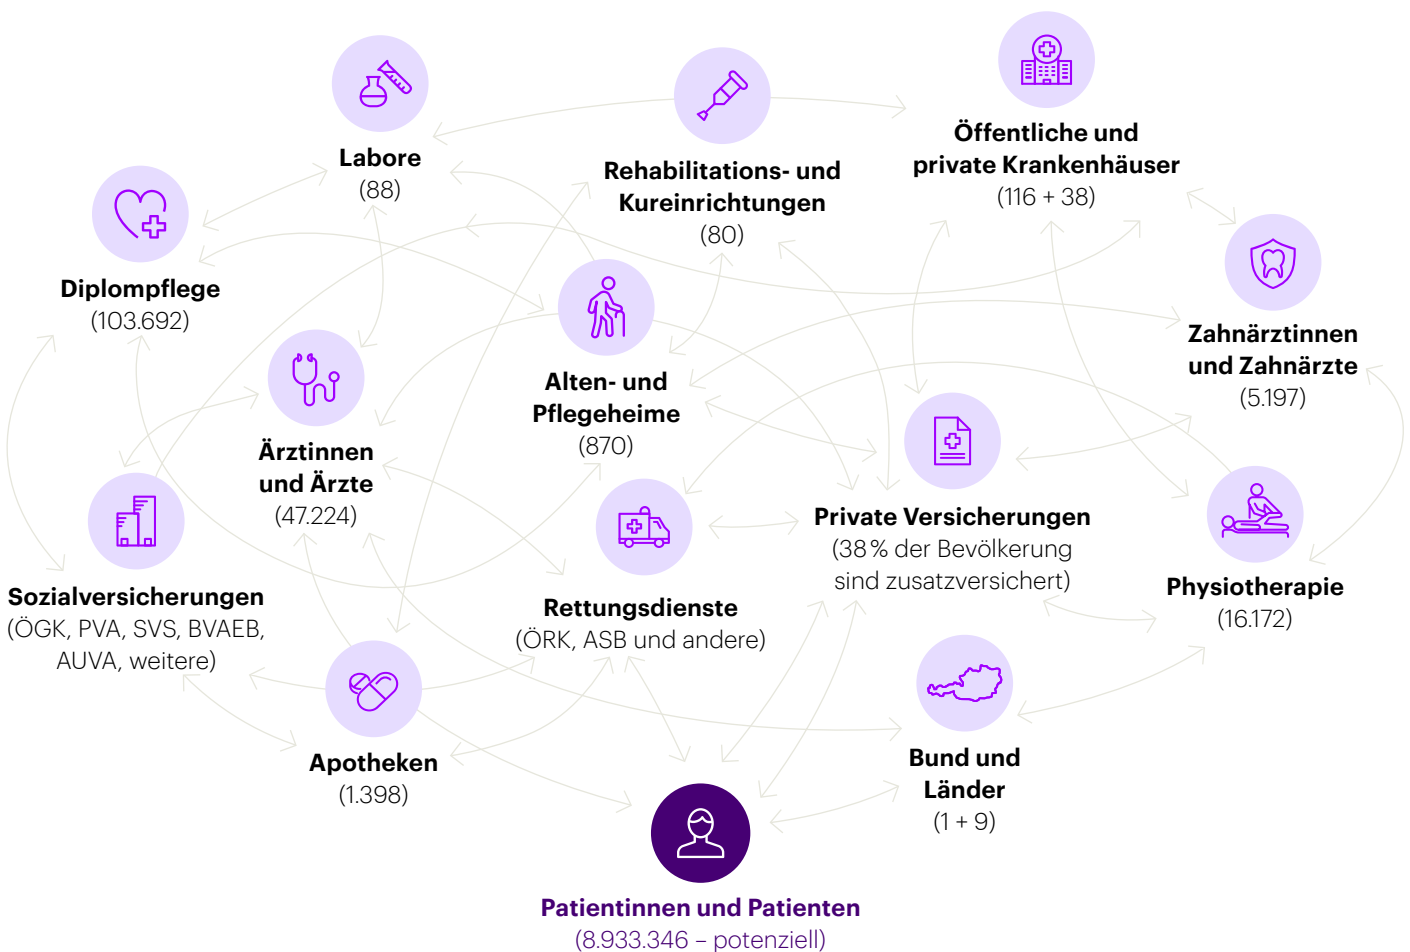 Labore
(88)
Rehabilitations- und
Kureinrichtungen
(80)
Öffentliche und
private Krankenhäuser
(116 + 38)
Diplompflege
(103.692)
Zahnärztinnen
und Zahnärzte
(5.197)
Ärztinnen
und Ärzte
(47.224)
Alten- und
Pflegeheime
(870)
Private Versicherungen
(38 % der Bevölkerung
sind zusatzversichert)
Sozialversicherungen
(ÖGK, PVA, SVS, BVAEB,
AUVA, weitere)
Rettungsdienste
(ÖRK, ASB und andere)
Physiotherapie
(16.172)
Apotheken
(1.398)
Bund und
Länder
(1 + 9)
Patientinnen und Patienten
(8.933.346 – potenziell)